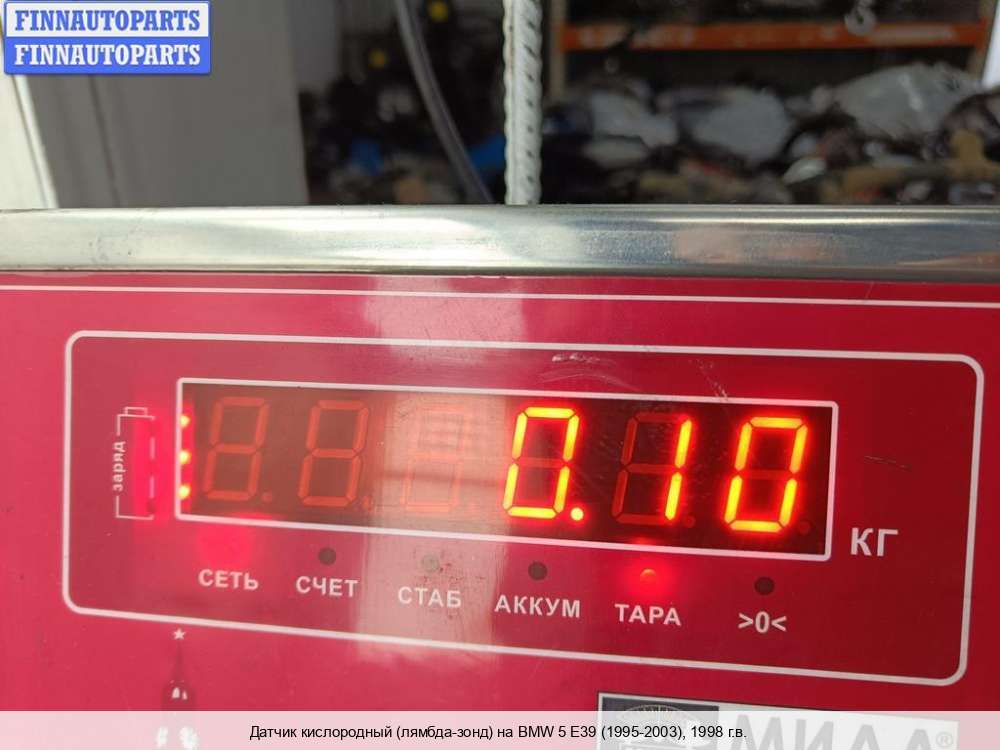 FINNAUTOPARTS
FINNAUTOPARTS
0.10
КГ
заряд
СЕТЬ СЧЕТ СТАБ АККУМ ТАРА >0<
Датчик кислородный (лямбда-зонд) на BMW 5 E39 (1995-2003), 1998 г.в.